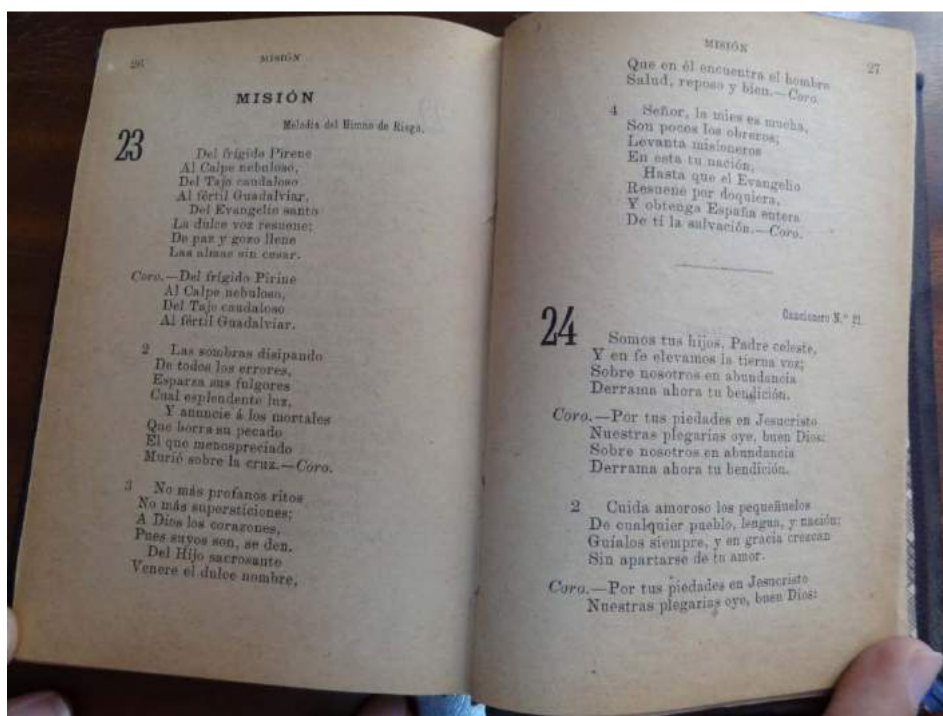 26
MISIÓN
MISIÓN
Melodía del Himno de Riego.
23
Del frígido Pirene
Al Calpe nebuloso,
Del Tajo caudaloso
Al fértil Guadalviar,
Del Evangelio santo
La dulce voz resuene;
De paz y gozo llene
Las almas sin cesar.
Coro.—Del frígido Pirine
Al Calpe nebuloso,
Del Tajo caudaloso
Al fértil Guadalviar.
2 Las sombras disipando
De todos los errores,
Esparza sus fulgores
Cual esplendente luz,
Y anuncie á los mortales
Que borra su pecado
El que menospreciado
Murió sobre la cruz.—Coro.
3 No más profanos ritos
No más supersticiones;
A Dios los corazones,
Pues suyos son, se den.
Del Hijo sacrosanto
Venere el dulce nombre,
MISIÓN
27
Que en él encuentra el hombre
Salud, reposo y bien.—Coro.
4 Señor, la mies es mucha,
Son pocos los obreros;
Levanta misioneros
En esta tu nación,
Hasta que el Evangelio
Resuene por doquiera,
Y obtenga España entera
De tí la salvación.—Coro.
24
Cancionero N.º 21.
Somos tus hijos, Padre celeste,
Y en fe elevamos la tierna voz;
Sobre nosotros en abundancia
Derrama ahora tu bendición.
Coro.—Por tus piedades en Jesucristo
Nuestras plegarias oye, buen Dios:
Sobre nosotros en abundancia
Derrama ahora tu bendición.
2 Cuida amoroso los pequeñuelos
De cualquier pueblo, lengua, y nación;
Guíalos siempre, y en gracia crezcan
Sin apartarse de tu amor.
Coro.—Por tus piedades en Jesucristo
Nuestras plegarias oye, buen Dios: